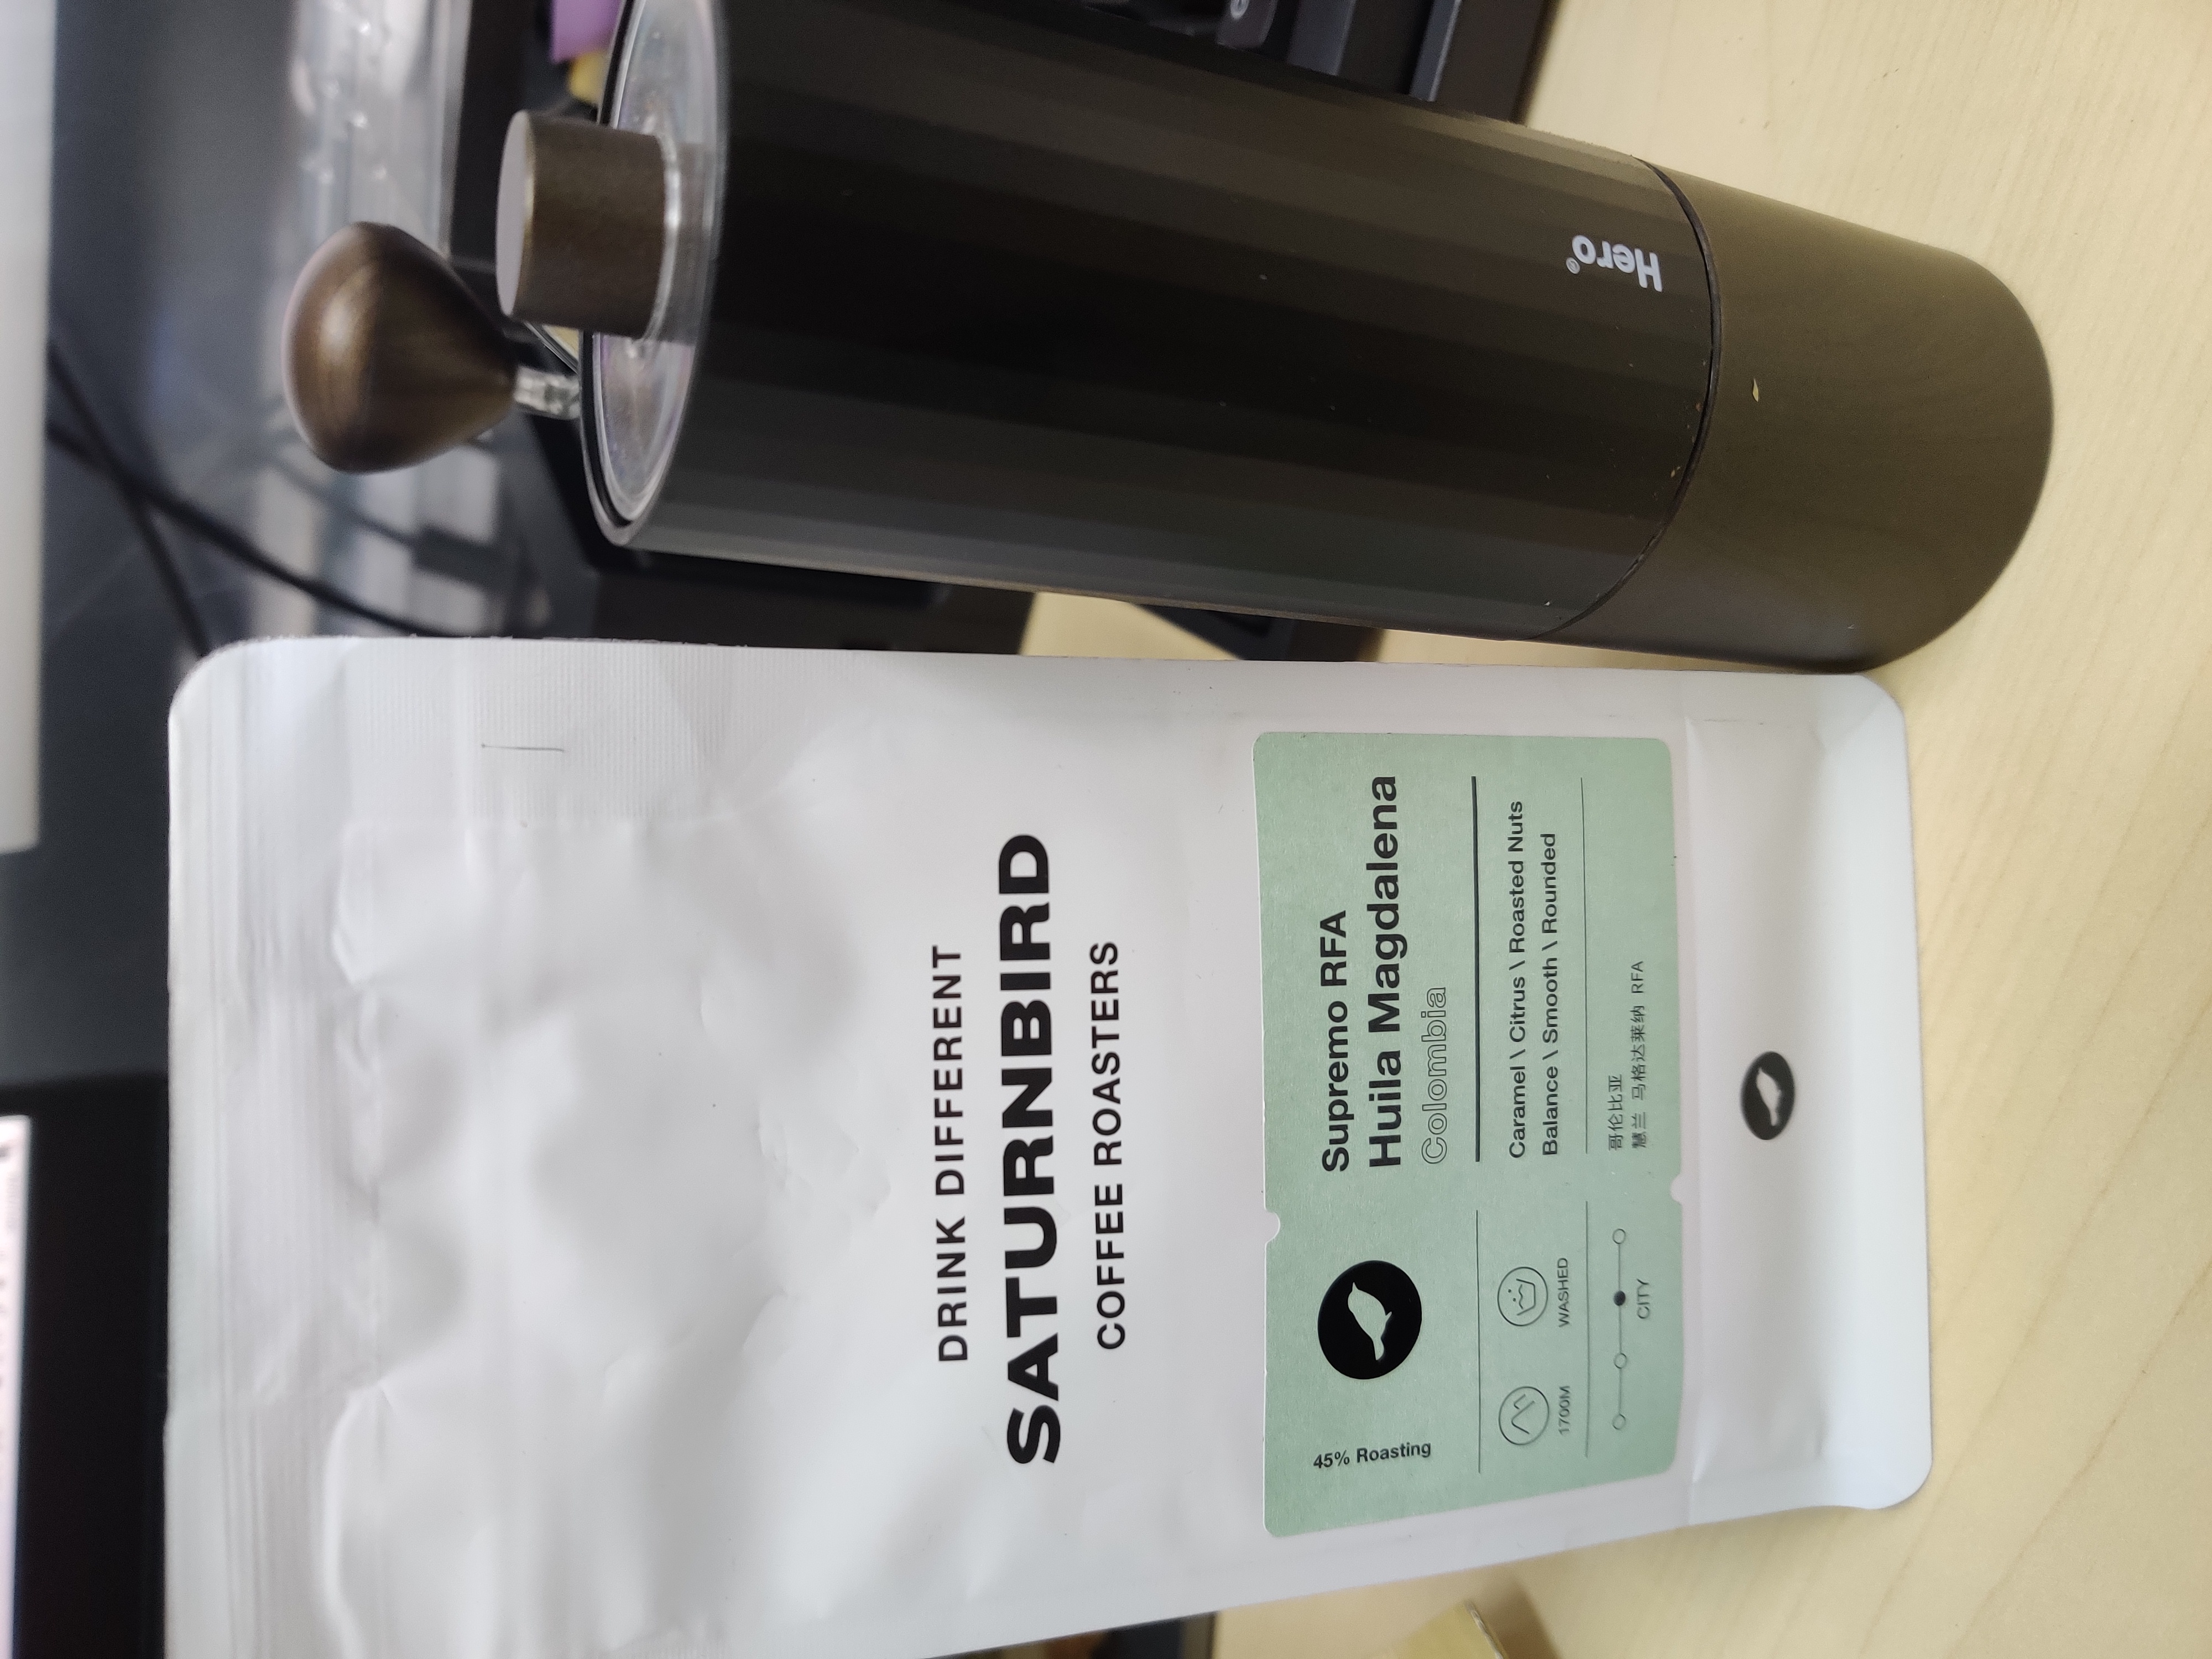 DRINK DIFFERENT
SATURNBIRD
COFFEE ROASTERS
45% Roasting
Supremo RFA
Huila Magdalena
Colombia
1700M
WASHED
Caramel \ Citrus \ Roasted Nuts
Balance \ Smooth \ Rounded
CITY
哥伦比亚
慧兰 马格达莱纳 RFA
Hero®